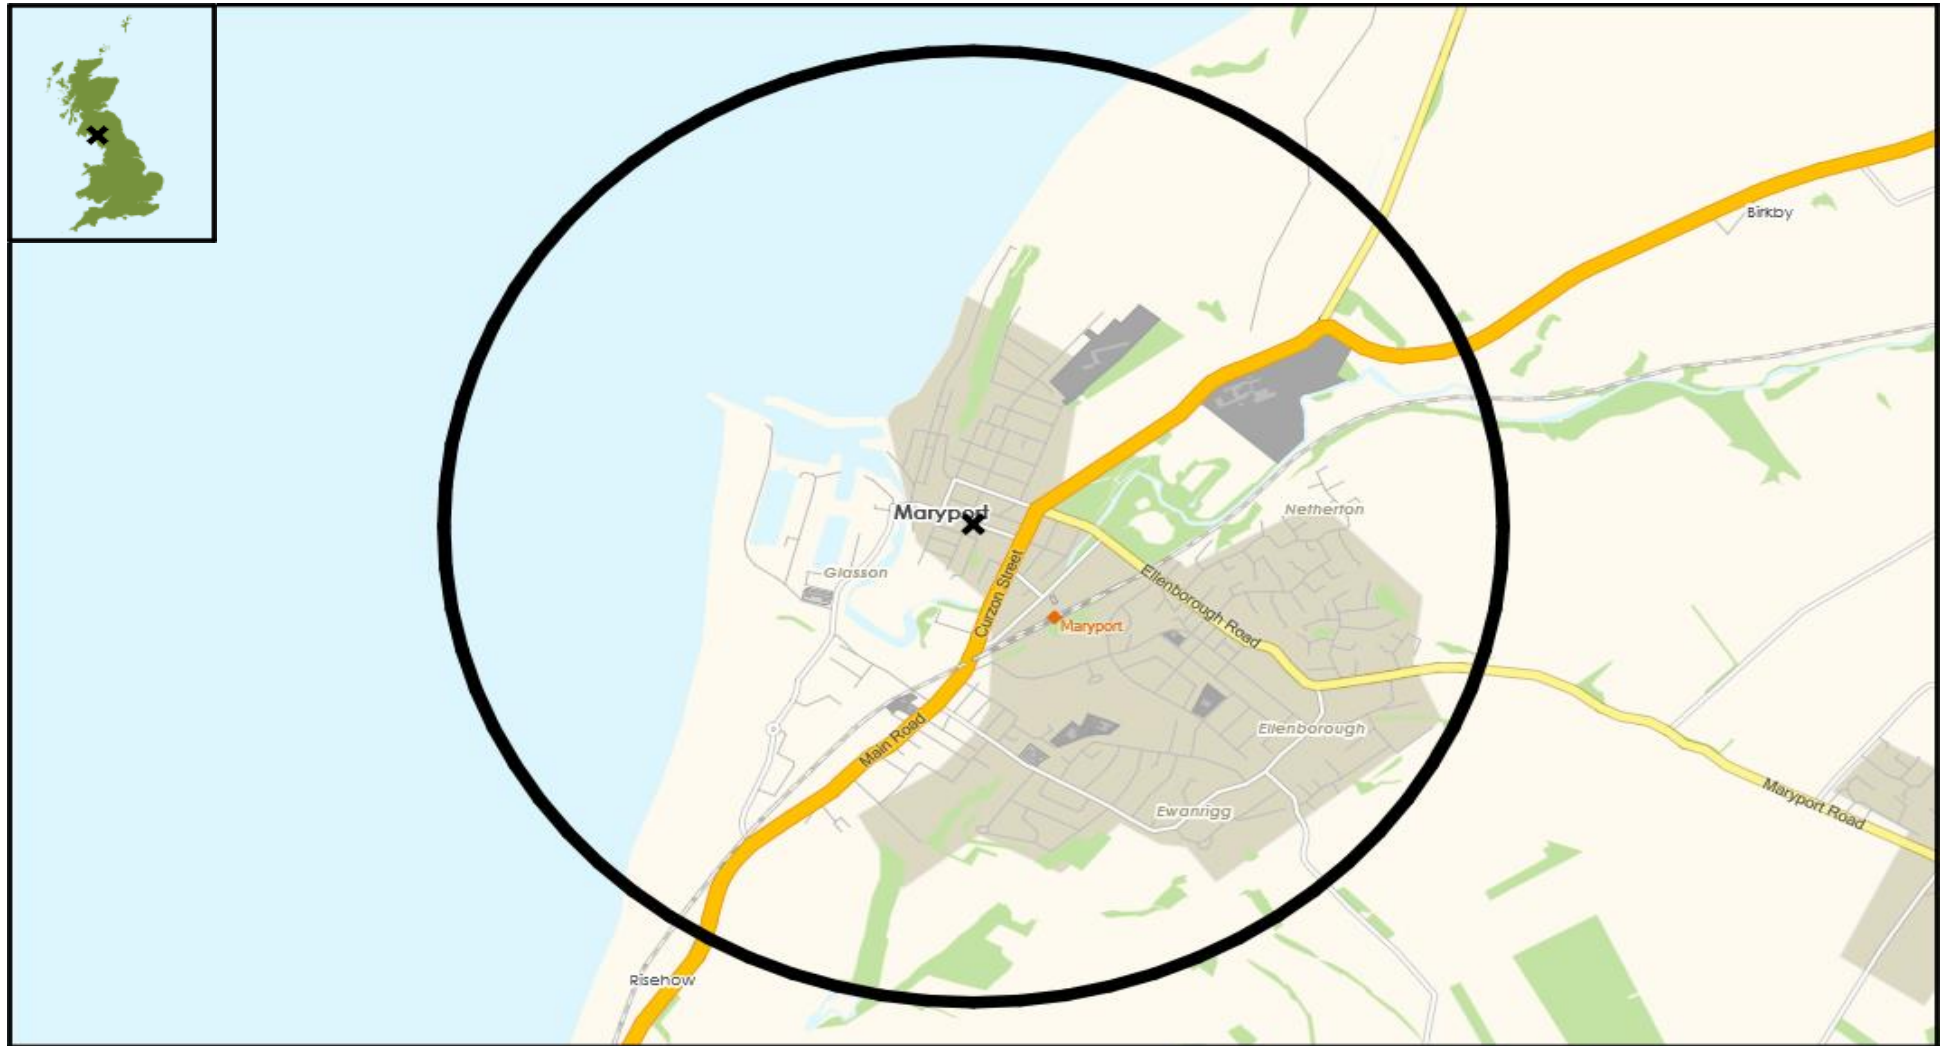 Birkby
Maryport
Netherton
Glasson
Curzon Street
Ellenborough Road
Maryport
Ellenborough
Main Road
Ewanrigg
Maryport Road
Risehow